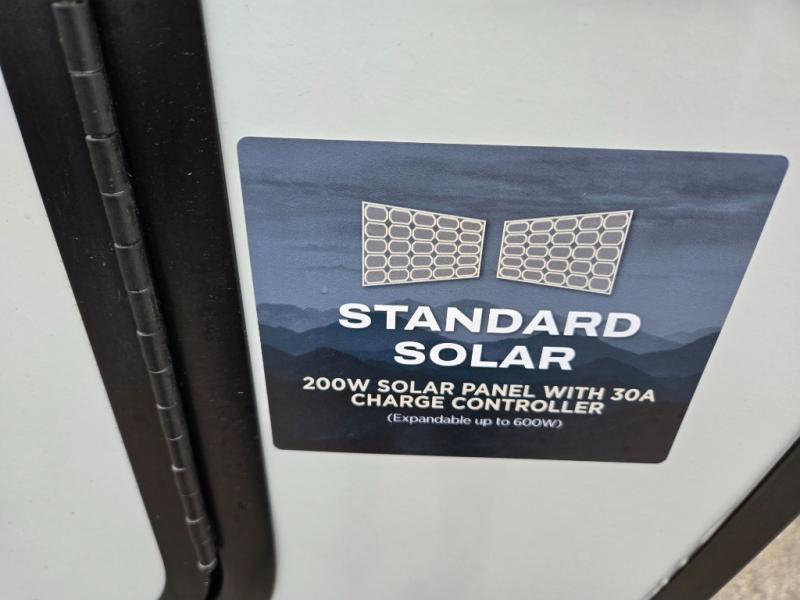 STANDARD
SOLAR
200W SOLAR PANEL WITH 30A
CHARGE CONTROLLER
(Expandable up to 600W)